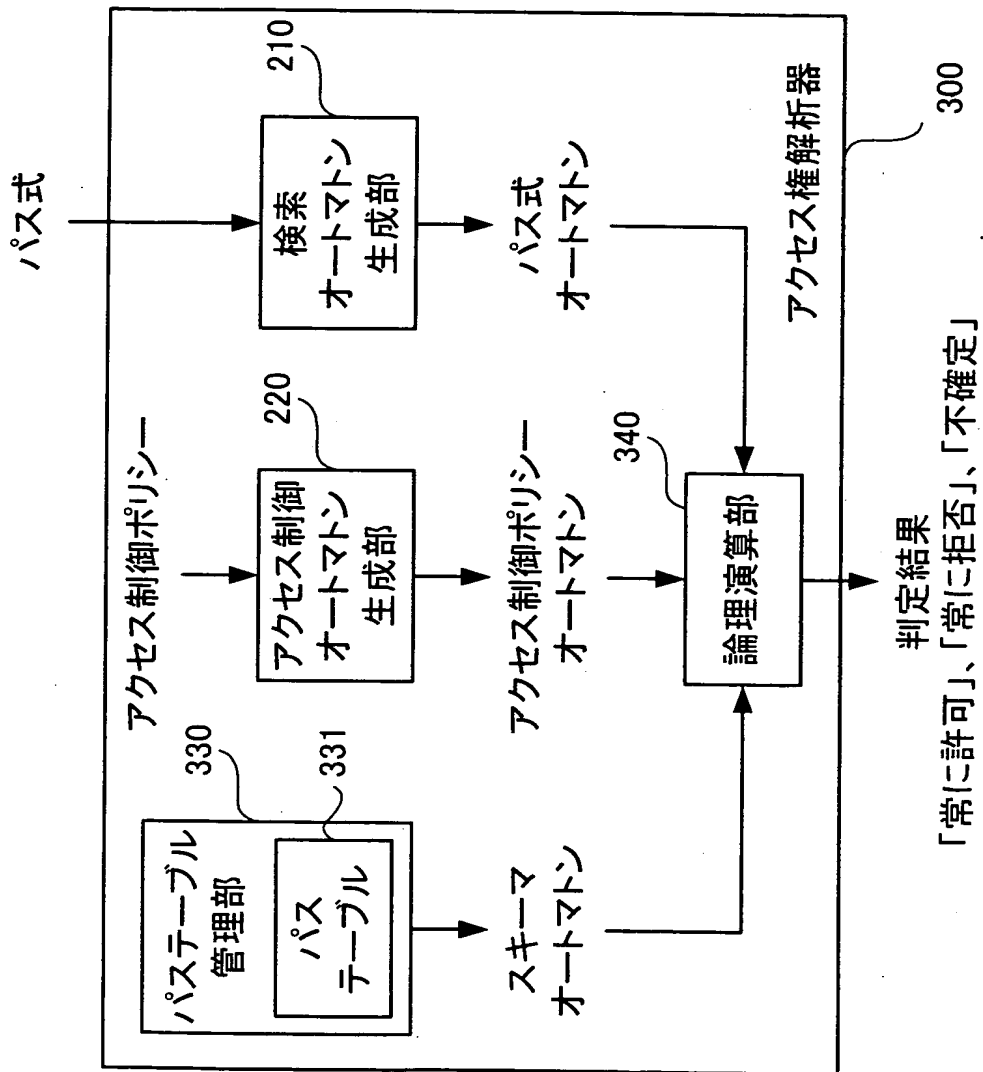 パス式
アクセス制御ポリシー
パステーブル
管理部
330
パス
テーブル
331
アクセス制御
オートマトン
生成部
220
検索
オートマトン
生成部
210
スキーマ
オートマトン
アクセス制御ポリシー
オートマトン
パス式
オートマトン
論理演算部
340
アクセス権解析器
300
判定結果
「常に許可」、「常に拒否」、「不確定」